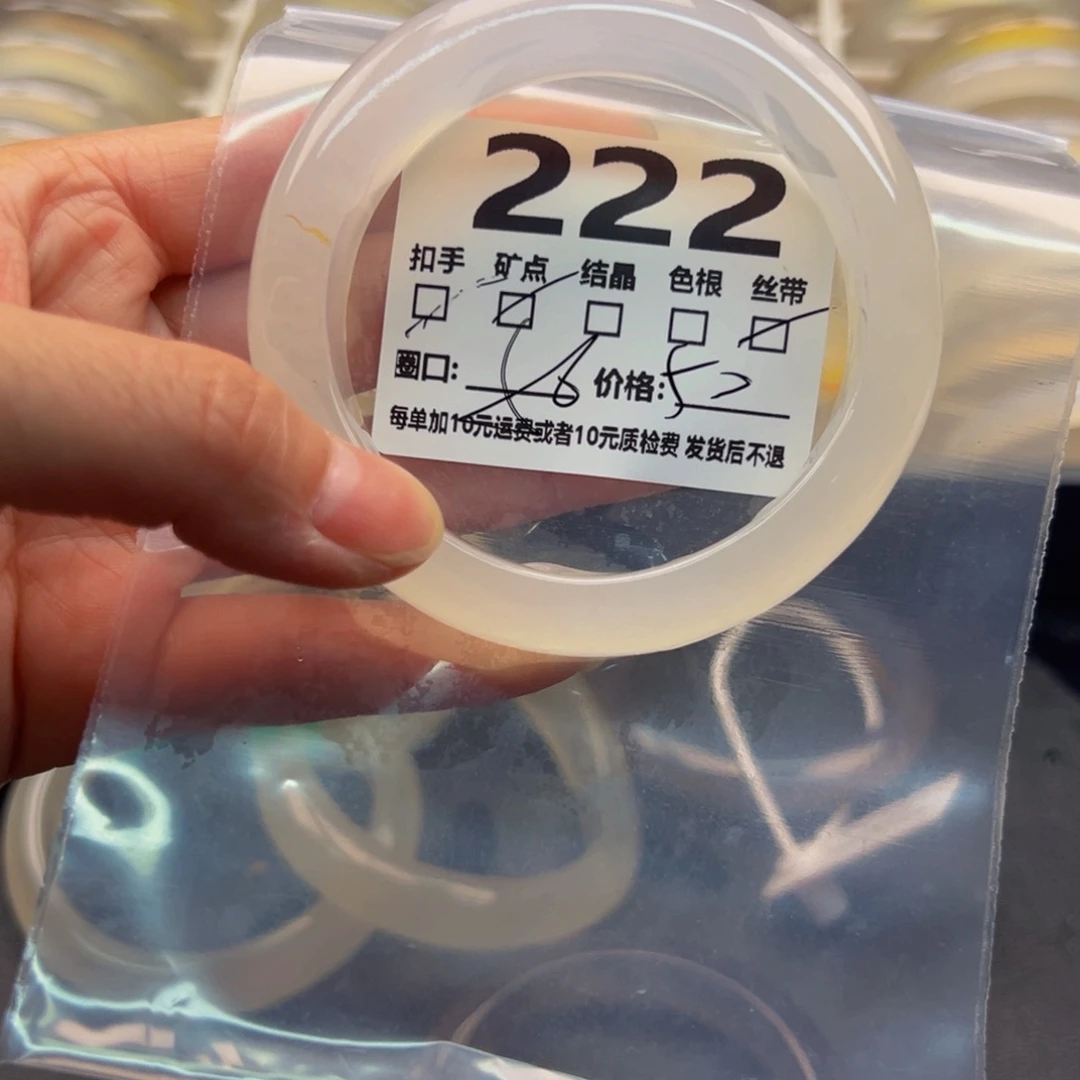 222
扣手 矿点 结晶 色根 丝带
圈口: 价格:
每单加10元运费或者10元质检费 发货后不退